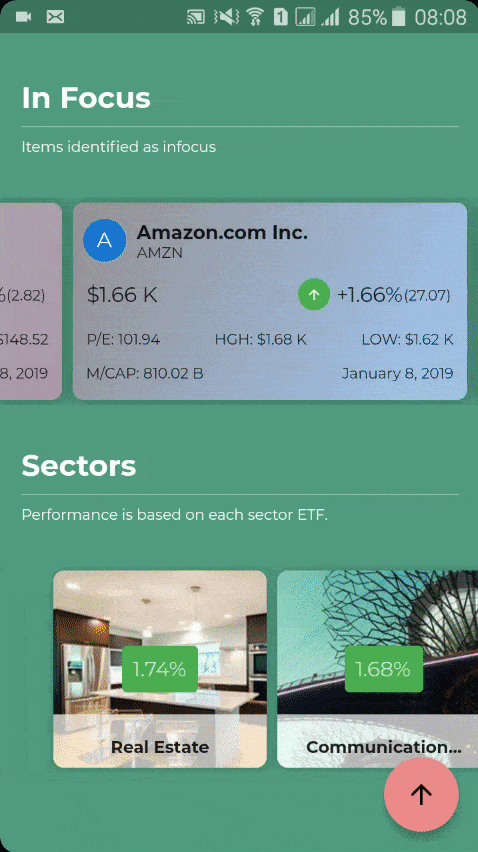 1 85% 08:08
In Focus
Items identified as infocus
A Amazon.com Inc.
AMZN
%(2.82) $1.66 K +1.66%(27.07)
$148.52 P/E: 101.94 HGH: $1.68 K LOW: $1.62 K
8, 2019 M/CAP: 810.02 B January 8, 2019
Sectors
Performance is based on each sector ETF.
1.74% 1.68%
Real Estate Communication...